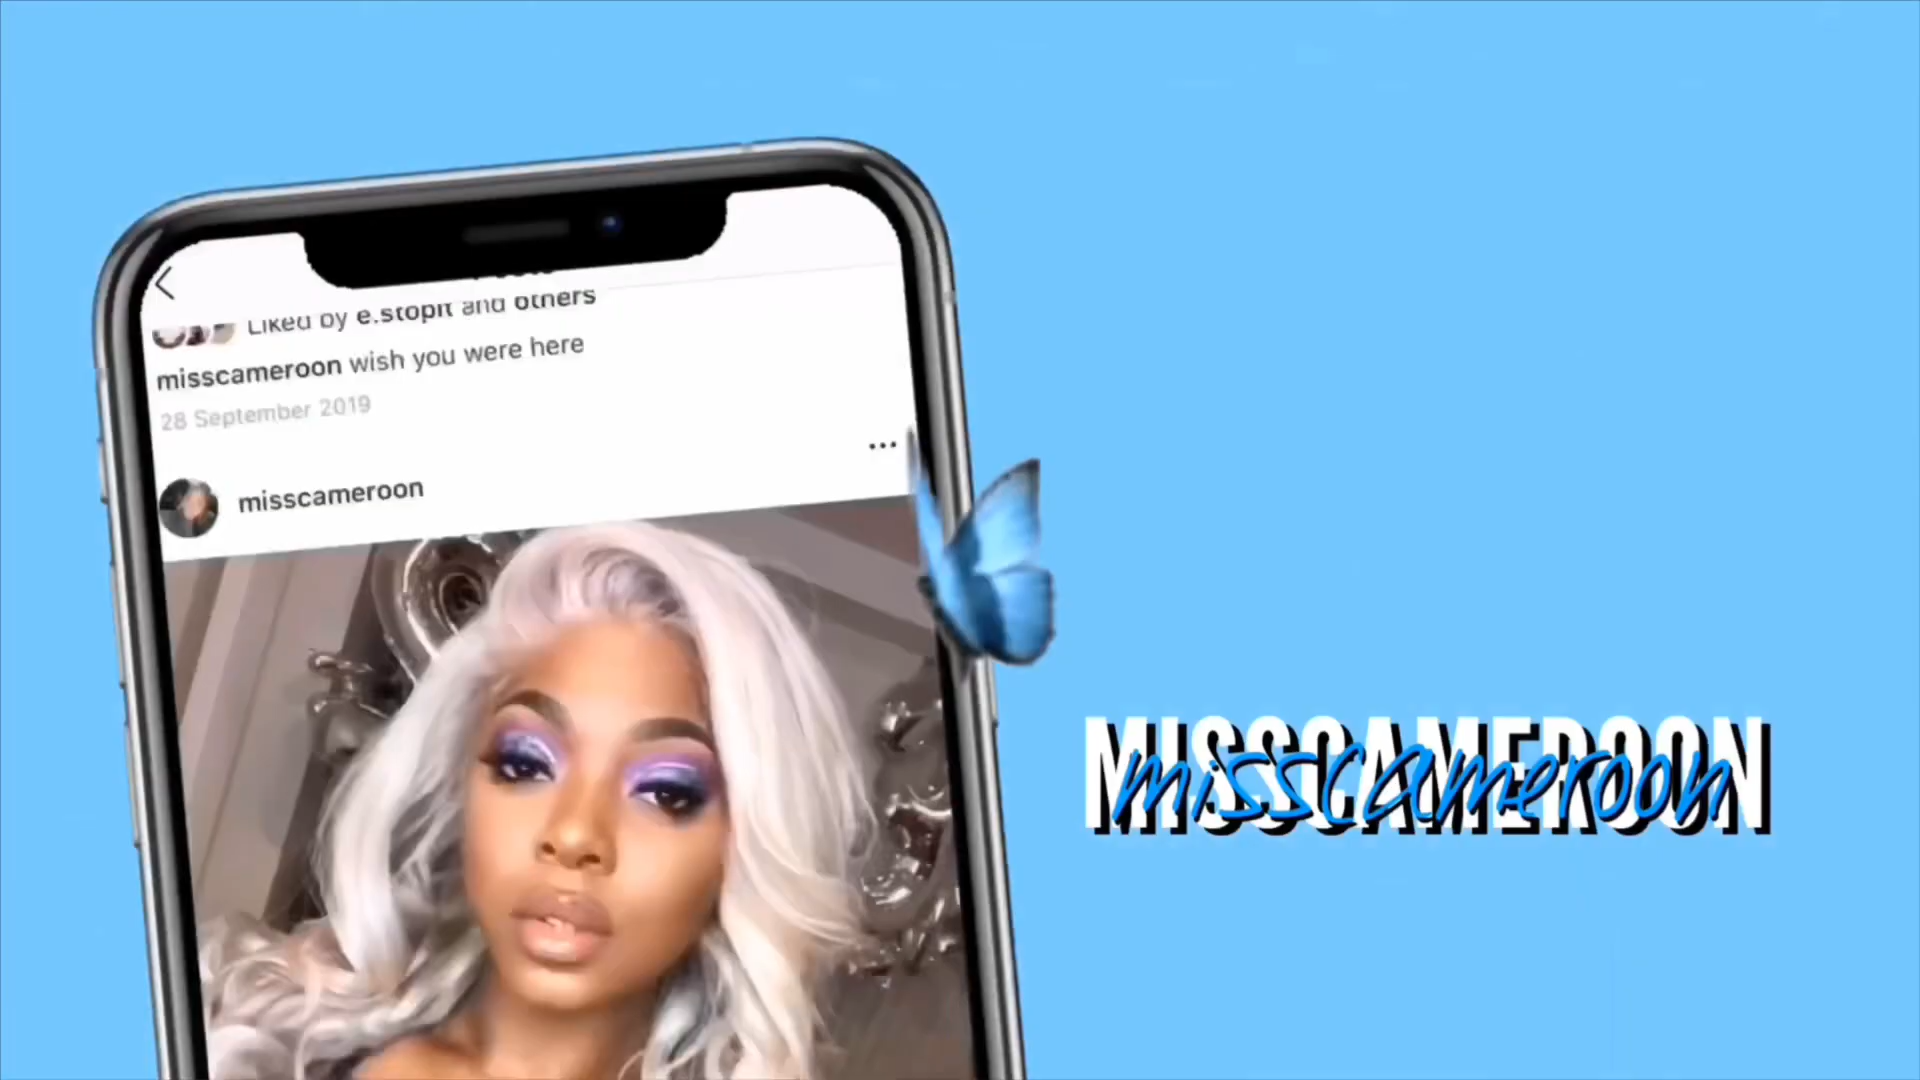 Liked by e.stopit and others
misscameroon wish you were here
28 September 2019
misscameroon
MISSCAMEROON
misscameroon